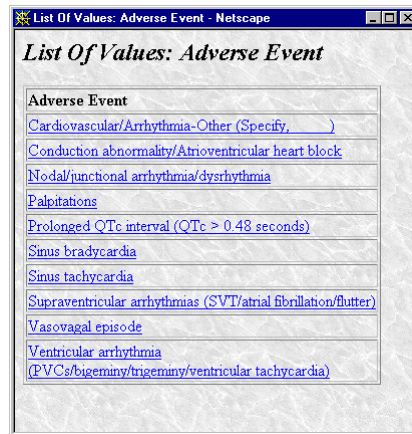 List Of Values: Adverse Event - Netscape
List Of Values: Adverse Event
Adverse Event
Cardiovascular/Arrhythmia-Other (Specify, ______)
Conduction abnormality/Atrioventricular heart block
Nodal/junctional arrhythmia/dysrhythmia
Palpitations
Prolonged QTc interval (QTc > 0.48 seconds)
Sinus bradycardia
Sinus tachycardia
Supraventricular arrhythmias (SVT/atrial fibrillation/flutter)
Vasovagal episode
Ventricular arrhythmia
(PVCs/bigeminy/trigeminy/ventricular tachycardia)